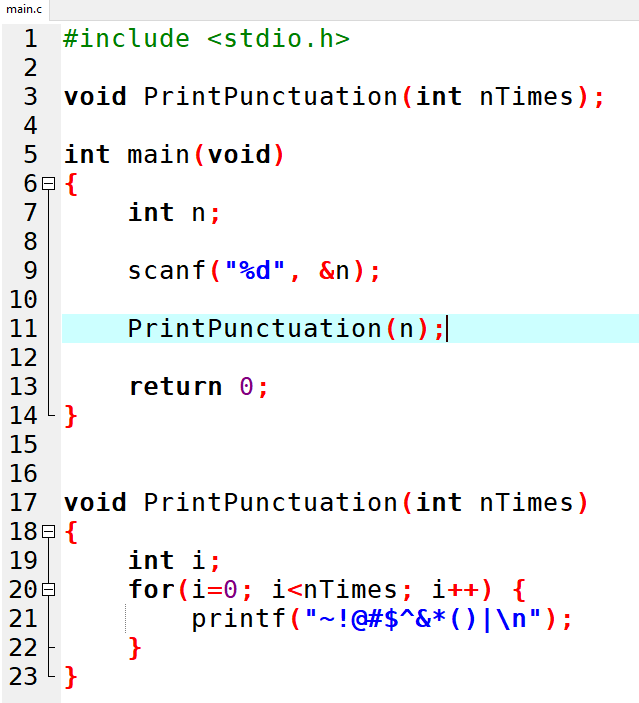 main.c
1 #include <stdio.h>
2
3 void PrintPunctuation(int nTimes);
4
5 int main(void)
6 {
7     int n;
8
9     scanf("%d", &n);
10
11     PrintPunctuation(n);
12
13     return 0;
14 }
15
16
17 void PrintPunctuation(int nTimes)
18 {
19     int i;
20     for(i=0; i<nTimes; i++) {
21         printf("~!@#$^&*()|\n");
22     }
23 }